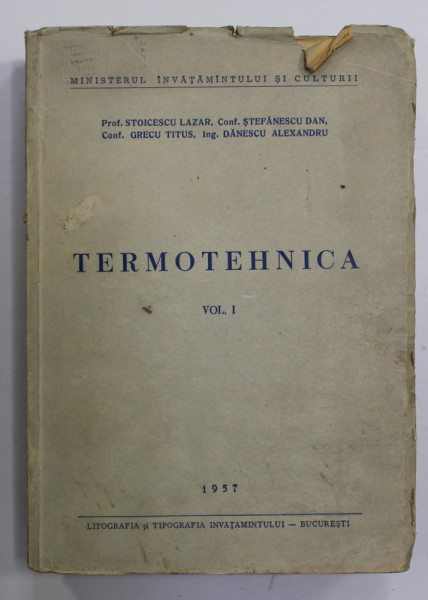 MINISTERUL ÎNVĂȚĂMÎNTULUI ȘI CULTURII
Prof. STOICESCU LAZAR, Conf. ȘTEFĂNESCU DAN,
Conf. GRECU TITUS, Ing. DĂNESCU ALEXANDRU
TERMOTEHNICA
VOL. I
1957
LITOGRAFIA și TIPOGRAFIA INVAȚAMINTULUI — BUCUREȘTI